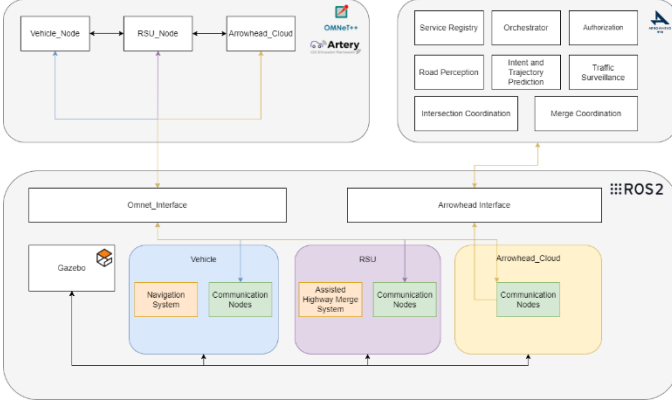 Vehicle_Node
RSU_Node
Arrowhead_Cloud
OMNeT++
Artery
Service Registry
Orchestrator
Authorization
Road Perception
Intent and
Trajectory
Prediction
Traffic
Surveillance
Intersection Coordination
Merge Coordination
ROS2
Omnet_Interface
Arrowhead Interface
Gazebo
Vehicle
Navigation
System
Communication
Nodes
RSU
Assisted
Highway Merge
System
Communication
Nodes
Arrowhead_Cloud
Communication
Nodes